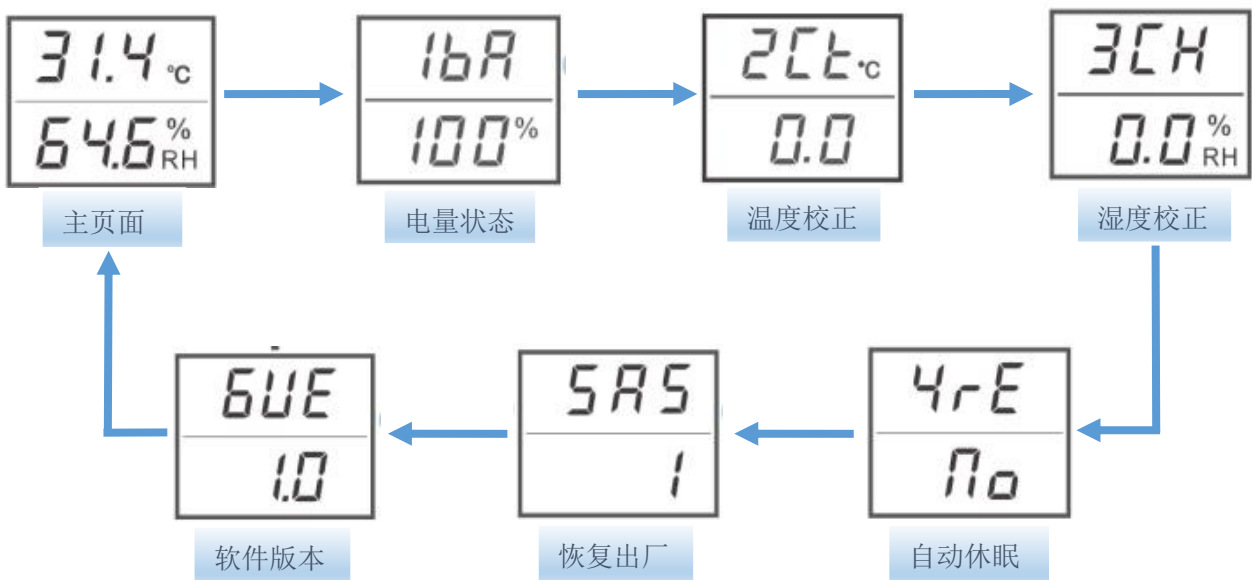 31.4 ℃
64.6 % RH
主页面
1bA
100%
电量状态
2Ct ℃
0.0
温度校正
3CH
0.0 % RH
湿度校正
4rE
No
自动休眠
5AS
1
恢复出厂
6VE
1.0
软件版本